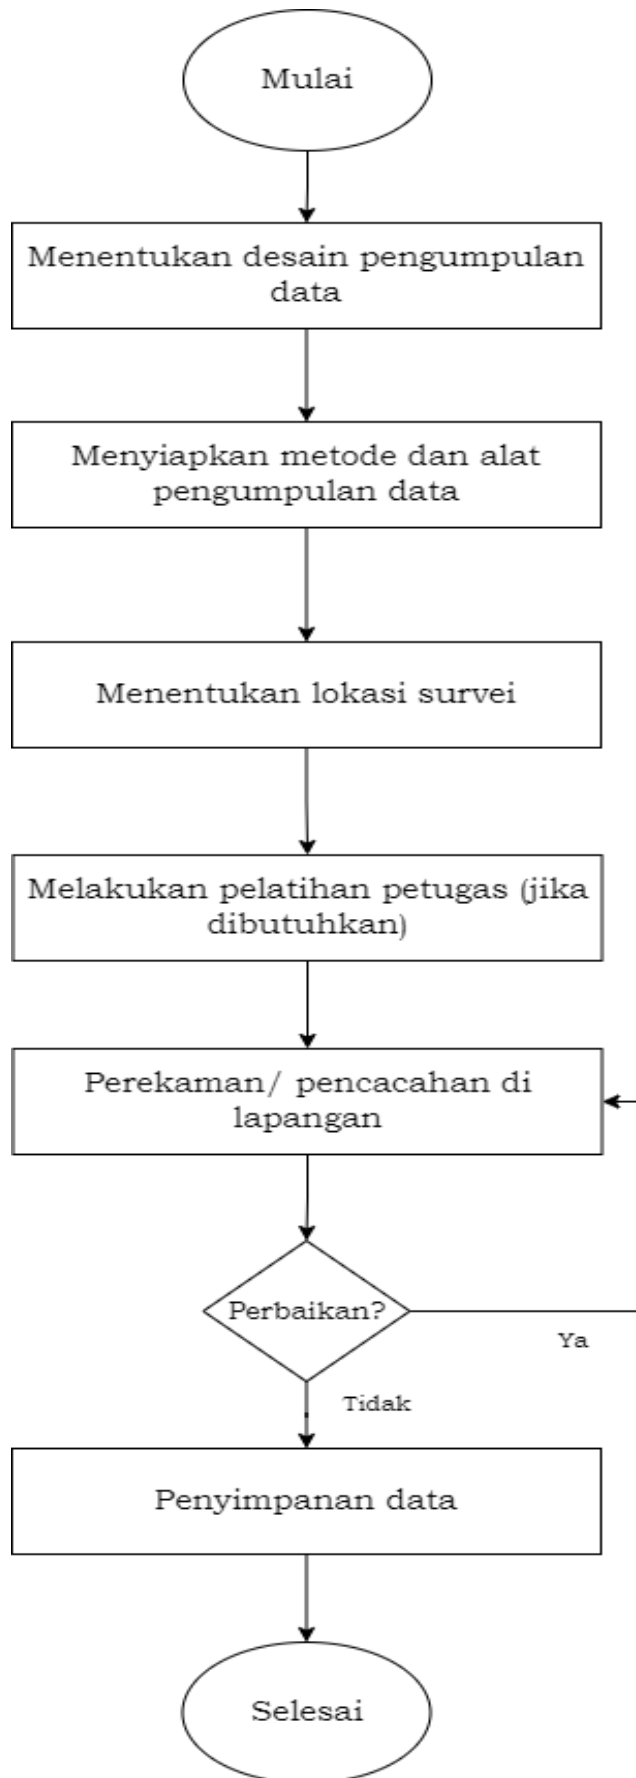 Mulai
Menentukan desain pengumpulan
data
Menyiapkan metode dan alat
pengumpulan data
Menentukan lokasi survei
Melakukan pelatihan petugas (jika
dibutuhkan)
Perekaman/ pencacahan di
lapangan
Perbaikan?
Ya
Tidak
Penyimpanan data
Selesai